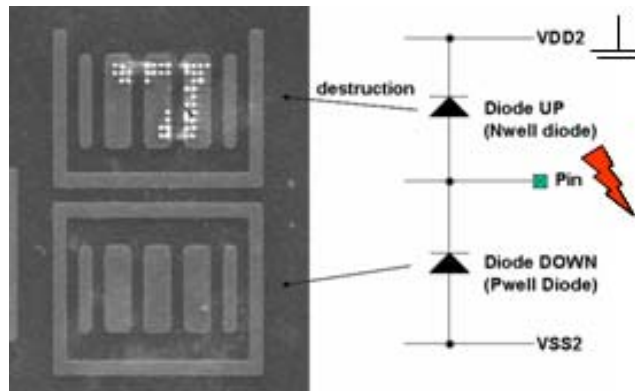 VDD2
destruction
Diode UP
(Nwell diode)
Pin
Diode DOWN
(Pwell Diode)
VSS2